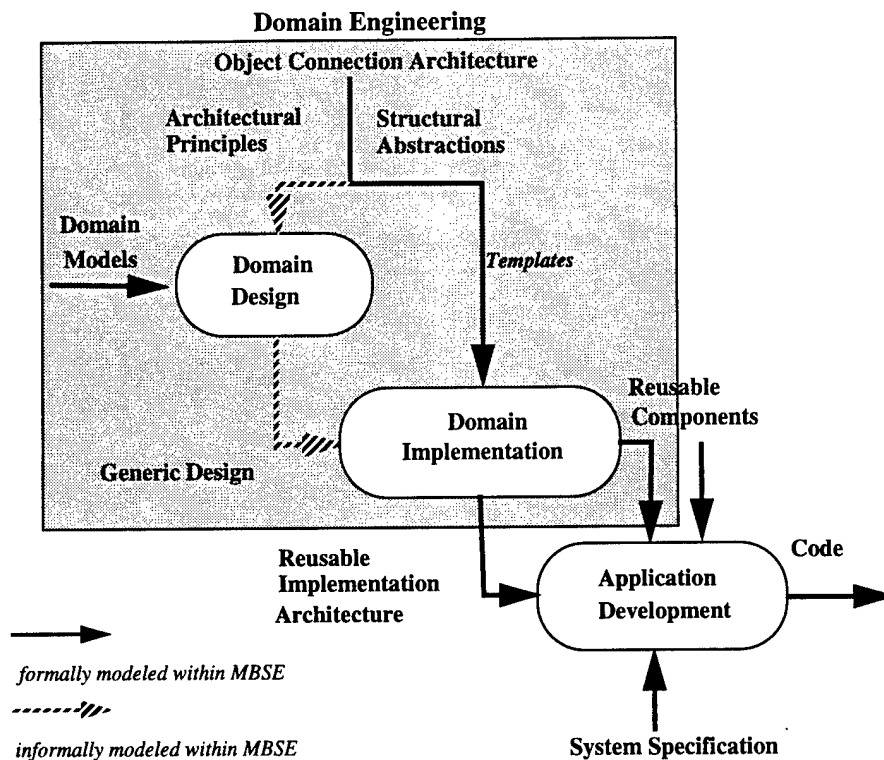 Domain Engineering
Object Connection Architecture
Architectural
Principles
Structural
Abstractions
Domain
Models
Domain
Design
Templates
Reusable
Components
Domain
Implementation
Generic Design
Reusable
Implementation
Architecture
Application
Development
Code
formally modeled within MBSE
informally modeled within MBSE
System Specification